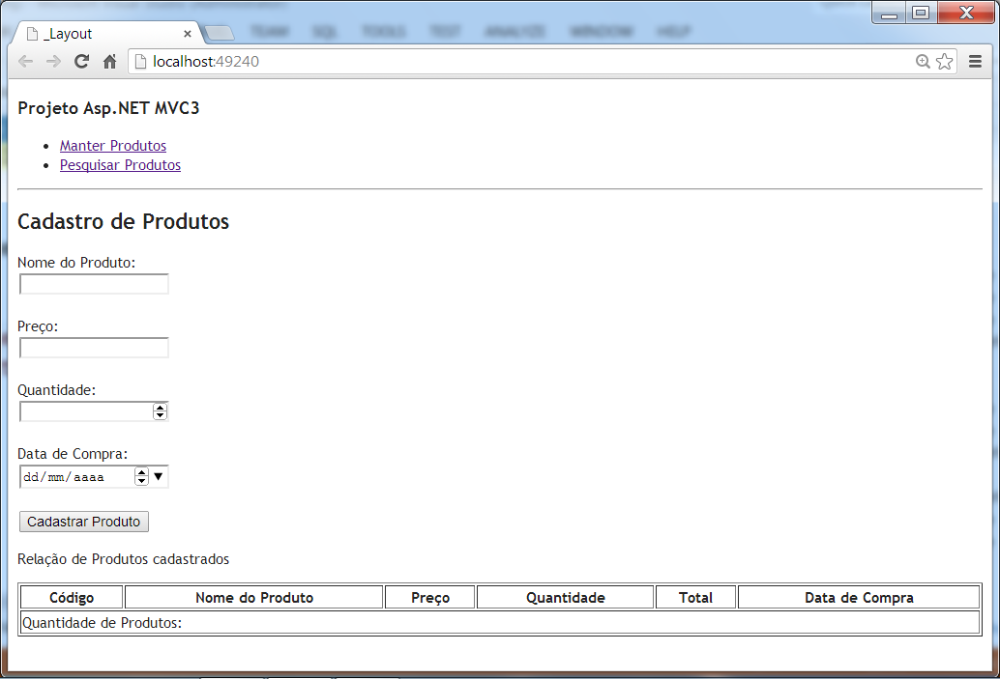 TEAM SQL TOOLS TEST ANALYZE WINDOW HELP
_Layout
localhost:49240
Projeto Asp.NET MVC3
Manter Produtos
Pesquisar Produtos
Cadastro de Produtos
Nome do Produto:
Preço:
Quantidade:
Data de Compra:
dd/mm/aaaa
Cadastrar Produto
Relação de Produtos cadastrados
Código Nome do Produto Preço Quantidade Total Data de Compra
Quantidade de Produtos: